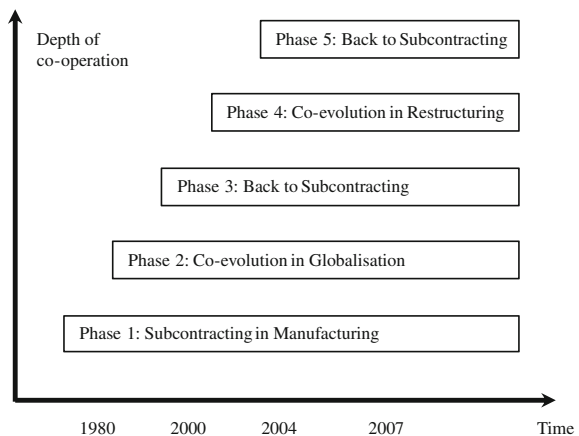 Depth of
co-operation
Phase 5: Back to Subcontracting
Phase 4: Co-evolution in Restructuring
Phase 3: Back to Subcontracting
Phase 2: Co-evolution in Globalisation
Phase 1: Subcontracting in Manufacturing
1980 2000 2004 2007 Time